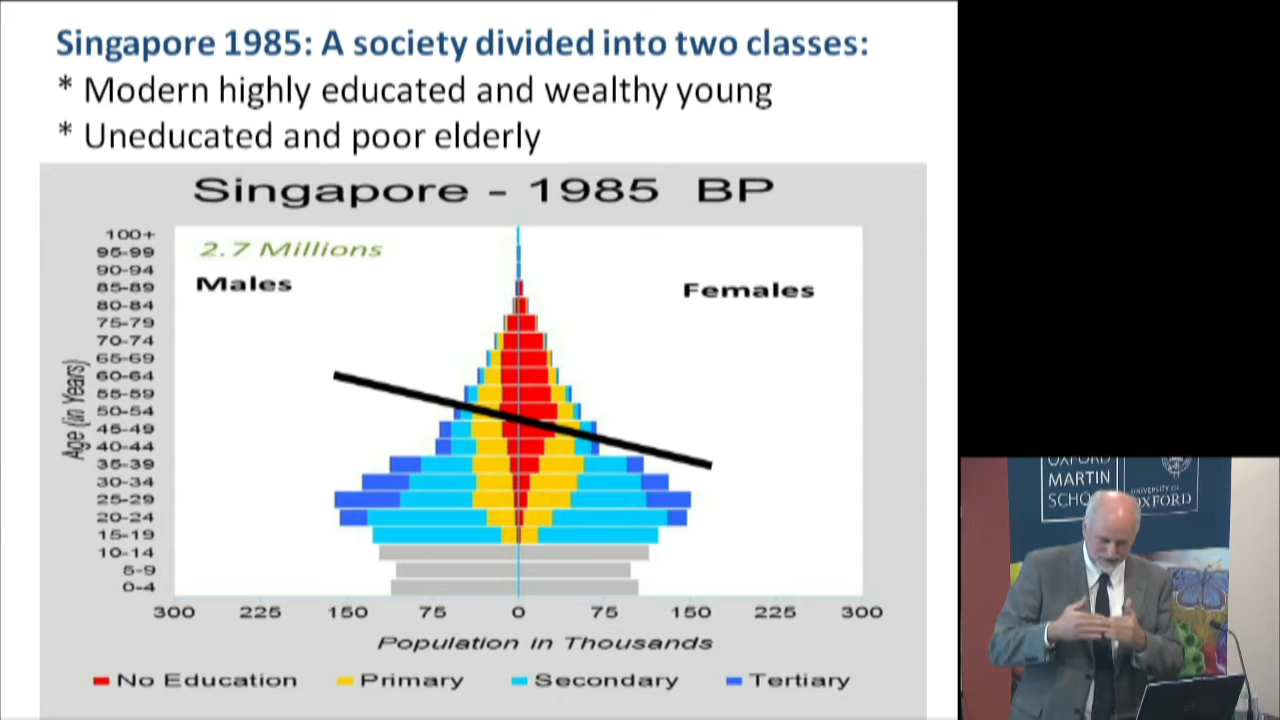 Singapore 1985: A society divided into two classes:
* Modern highly educated and wealthy young
* Uneducated and poor elderly
Singapore - 1985 BP
2.7 Millions
Males
Females
Age (in Years)
100+
95-99
90-94
85-89
80-84
75-79
70-74
65-69
60-64
55-59
50-54
45-49
40-44
35-39
30-34
25-29
20-24
15-19
10-14
5-9
0-4
300 225 150 75 0 75 150 225 300
Population in Thousands
No Education Primary Secondary Tertiary
OXFORD
MARTIN
SCHOOL
UNIVERSITY OF
OXFORD